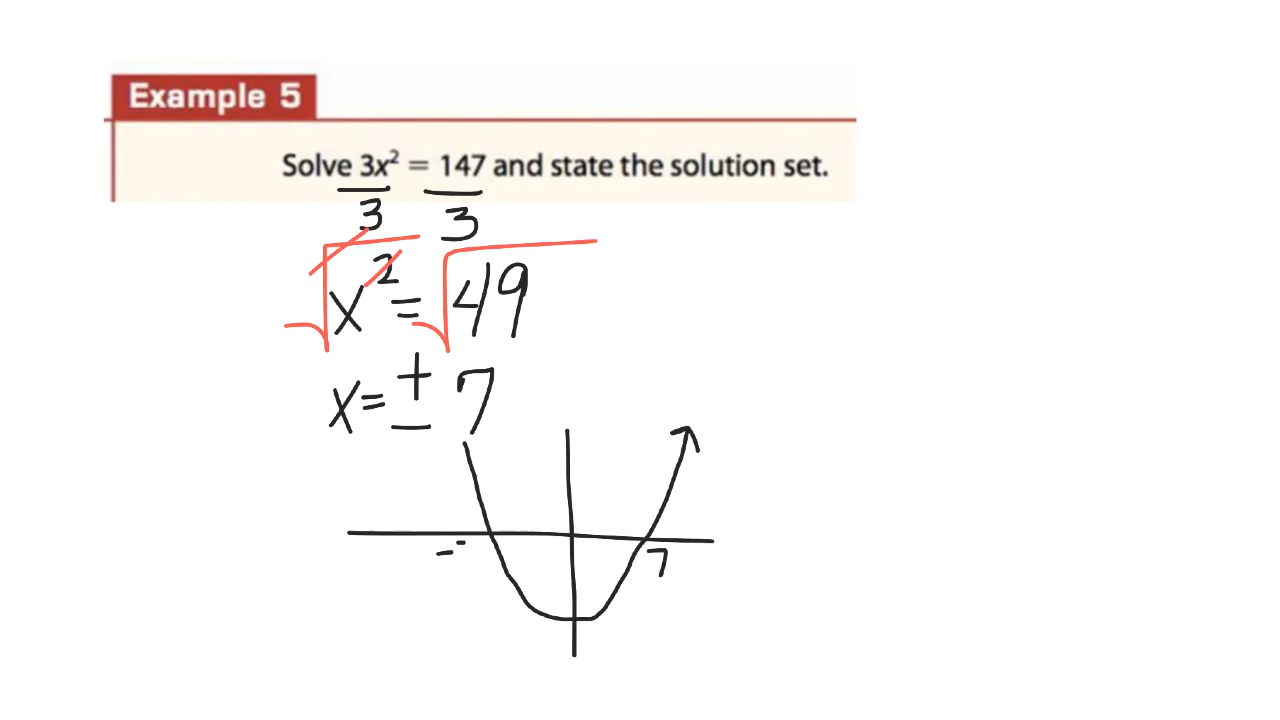 Example 5
Solve 3x² = 147 and state the solution set.
3 3
√x² = √49
x = ± 7
- 7